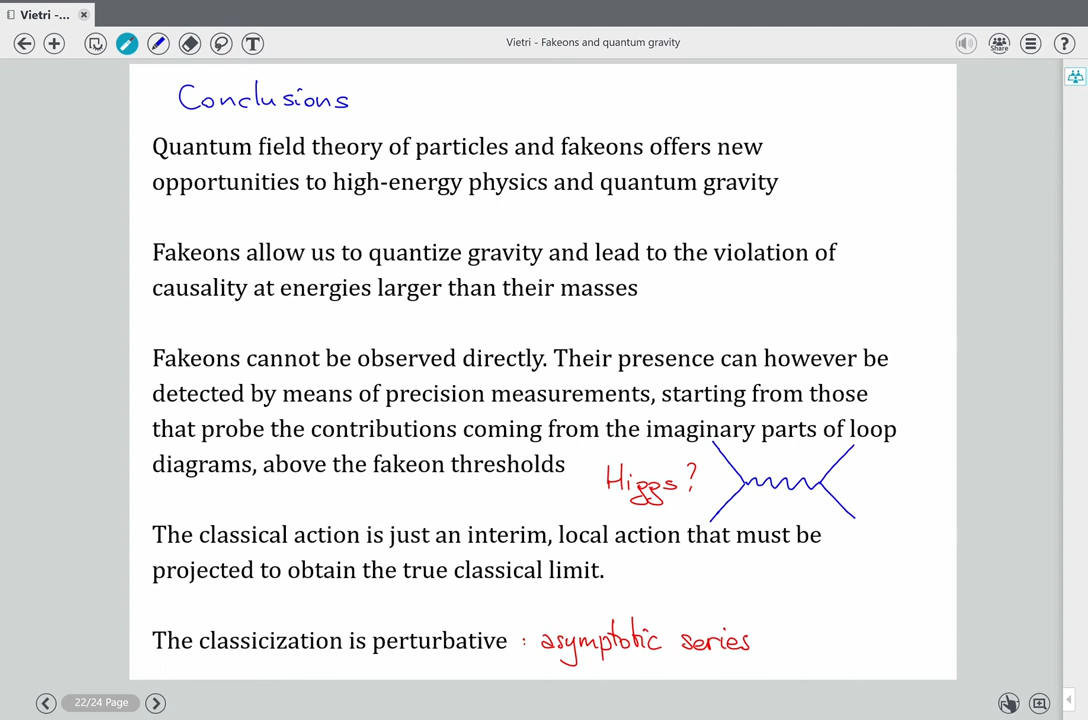 Vietri -...
Vietri - Fakeons and quantum gravity
Share
Conclusions
Quantum field theory of particles and fakeons offers new
opportunities to high-energy physics and quantum gravity
Fakeons allow us to quantize gravity and lead to the violation of
causality at energies larger than their masses
Fakeons cannot be observed directly. Their presence can however be
detected by means of precision measurements, starting from those
that probe the contributions coming from the imaginary parts of loop
diagrams, above the fakeon thresholds
Higgs?
The classical action is just an interim, local action that must be
projected to obtain the true classical limit.
The classicization is perturbative : asymptotic series
22/24 Page